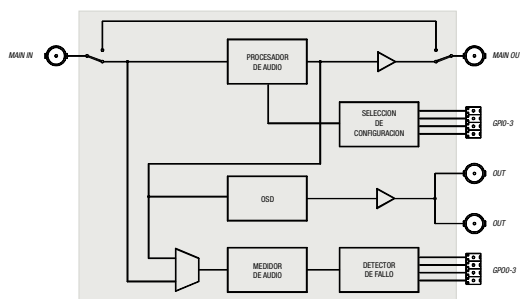 MAIN IN
PROCESADOR
DE AUDIO
MAIN OU
SELECCION
DE
CONFIGURACION
GPI0-3
OUT
OSD
OUT
MEDIDOR
DE AUDIO
DETECTOR
DE FALLO
GPO0-3